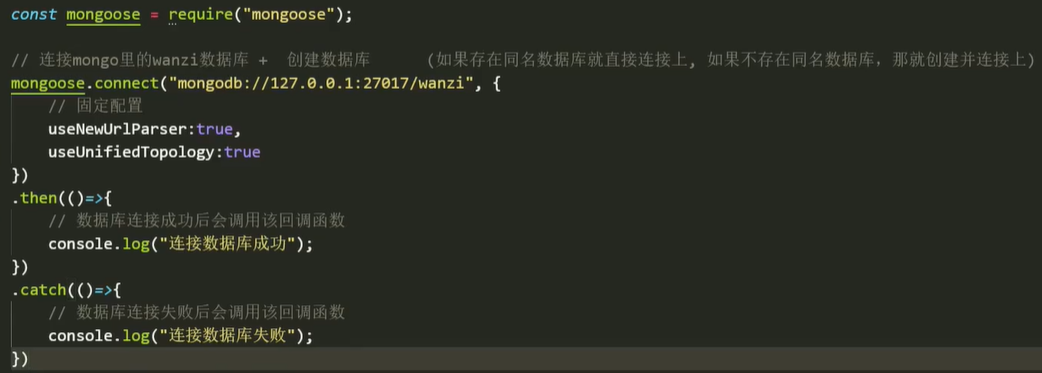 const mongoose = require("mongoose");
// 连接mongo里的wanzi数据库 + 创建数据库 (如果存在同名数据库就直接连接上, 如果不存在同名数据库, 那就创建并连接上)
mongoose.connect("mongodb://127.0.0.1:27017/wanzi", {
// 固定配置
useNewUrlParser:true,
useUnifiedTopology:true
})
.then(()=>{
// 数据库连接成功后会调用该回调函数
console.log("连接数据库成功");
})
.catch(()=>{
// 数据库连接失败后会调用该回调函数
console.log("连接数据库失败");
})